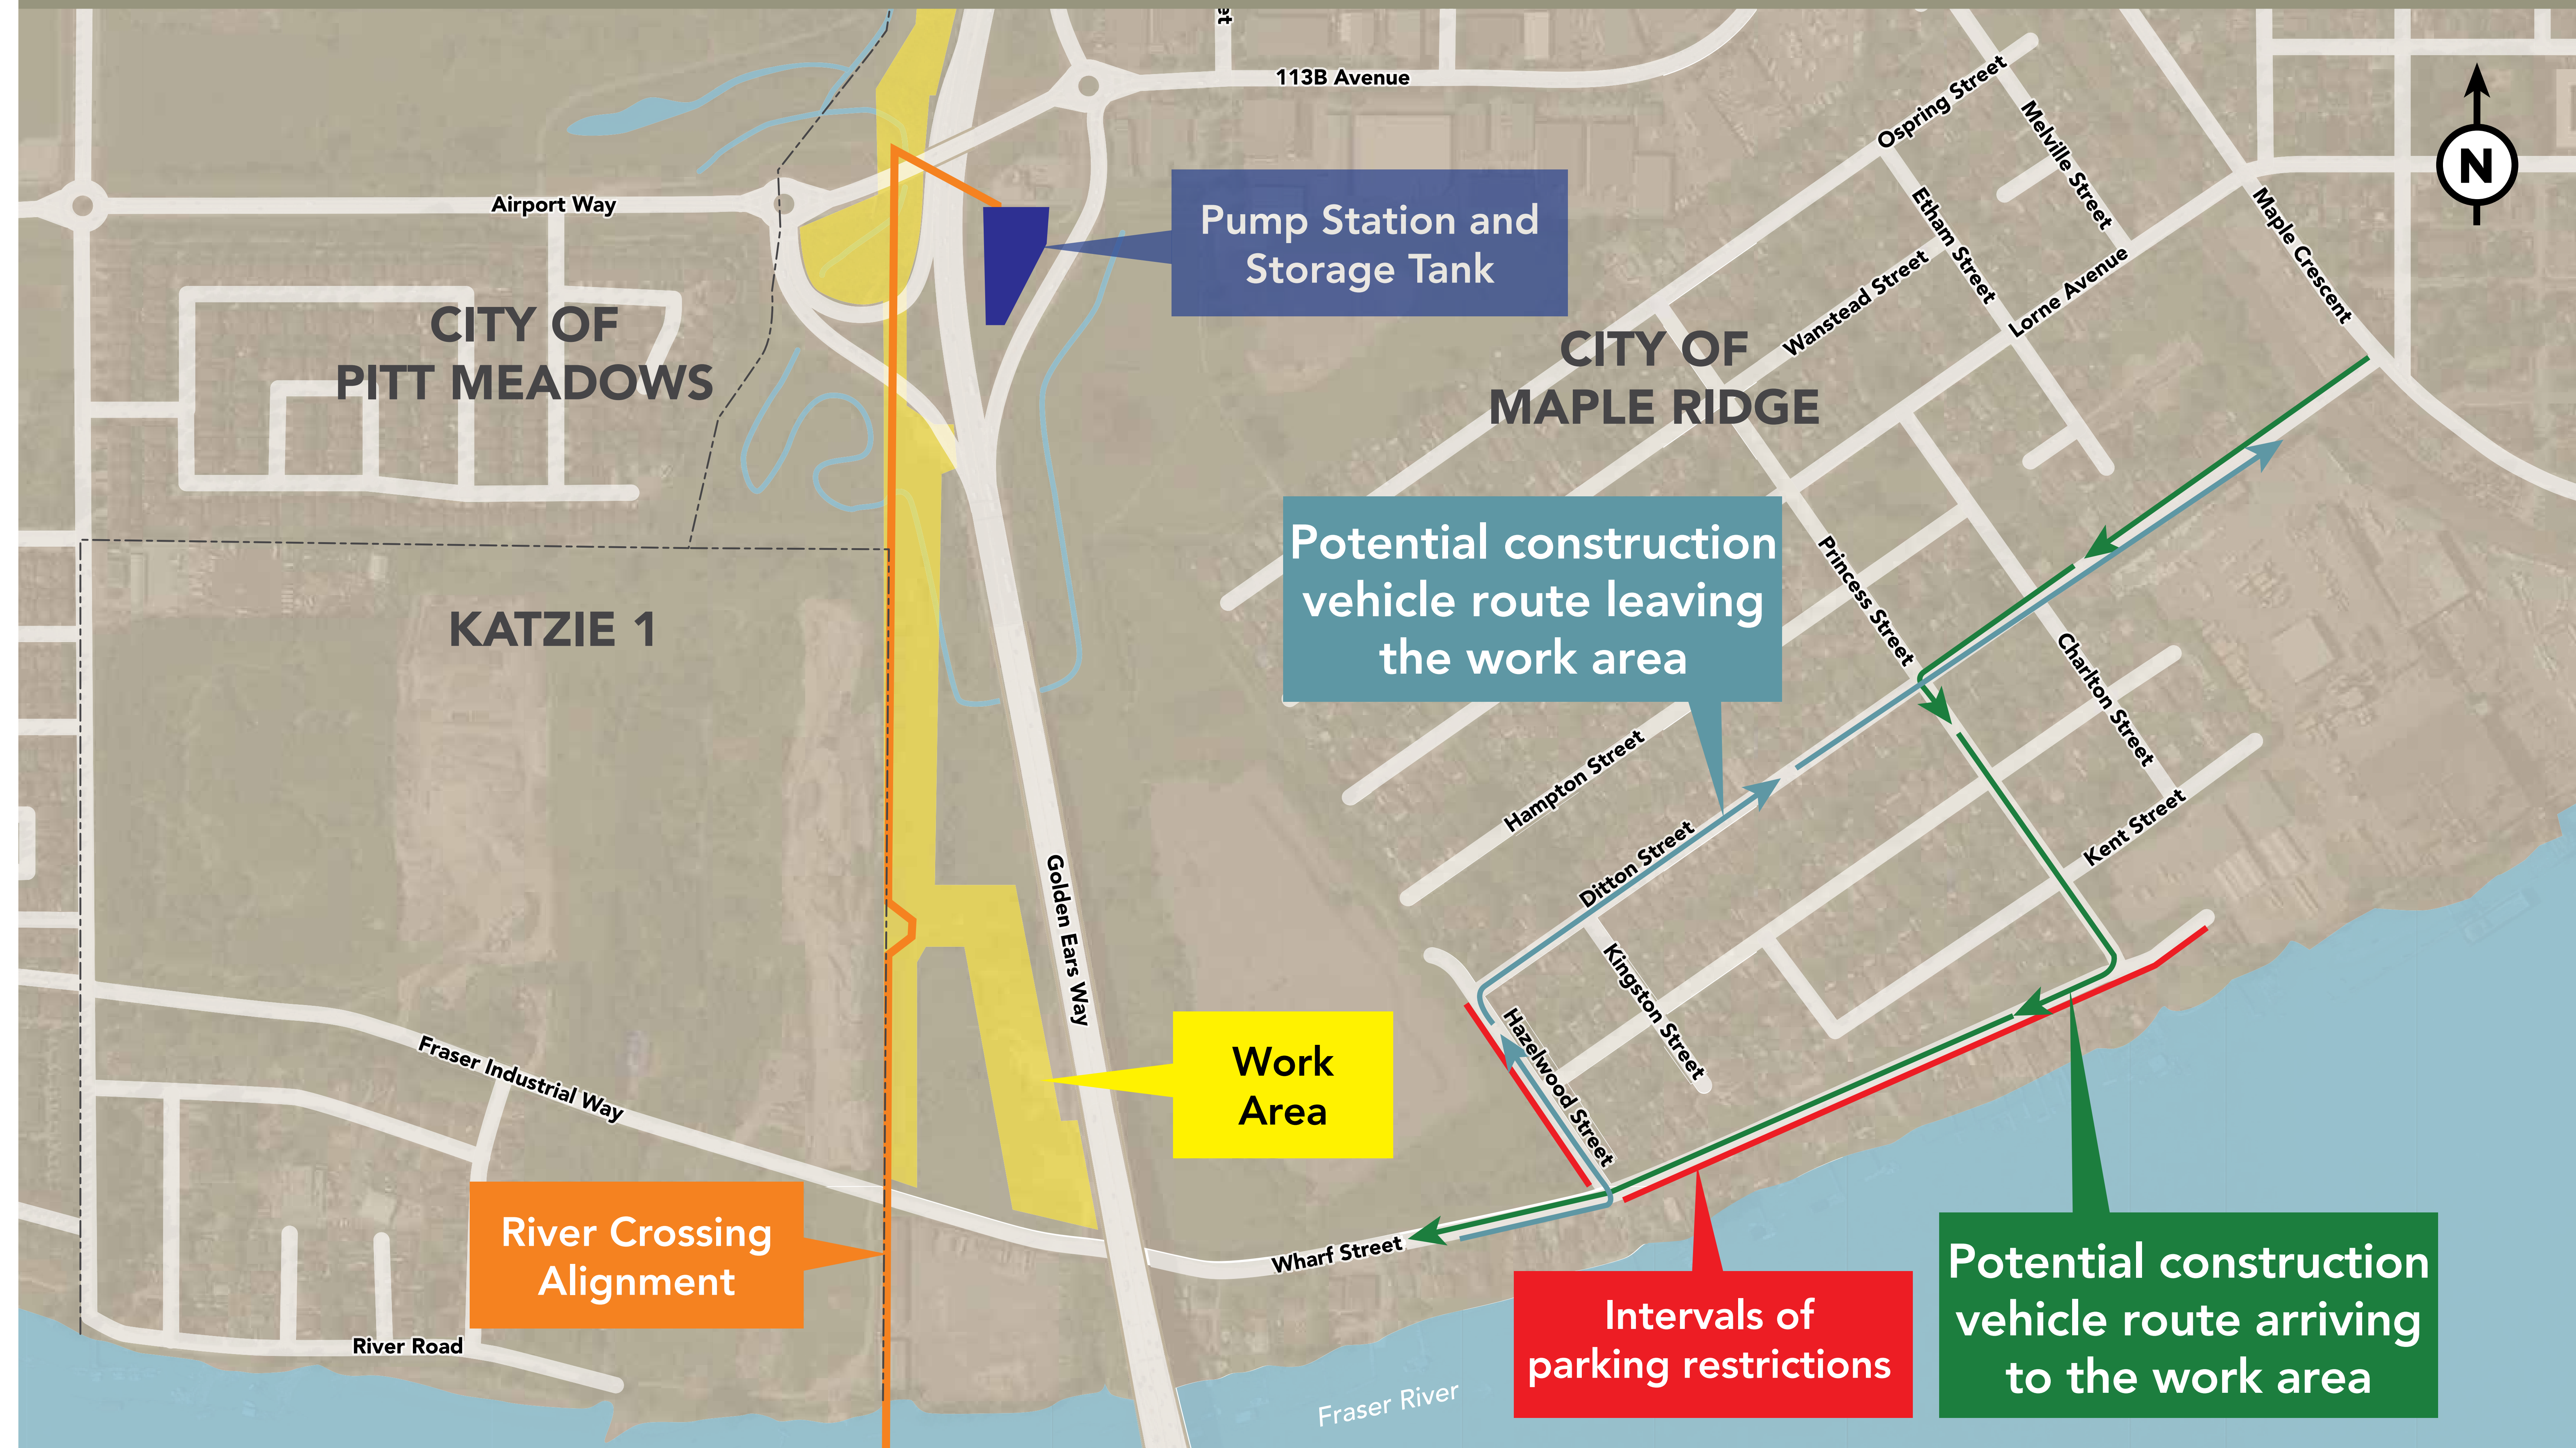 et
113B Avenue
Ospring Street
Melville Street
N
Airport Way
Pump Station and
Storage Tank
Etham Street
Maple Crescent
Wanstead Street
Lorne Avenue
CITY OF
PITT MEADOWS
CITY OF
MAPLE RIDGE
Potential construction
vehicle route leaving
the work area
Princess Street
KATZIE 1
Charlton Street
Hampton Street
Kent Street
Ditton Street
Golden Ears Way
Kingston Street
Hazelwood Street
Fraser Industrial Way
Work
Area
River Crossing
Alignment
Wharf Street
Potential construction
vehicle route arriving
to the work area
Intervals of
parking restrictions
River Road
Fraser River